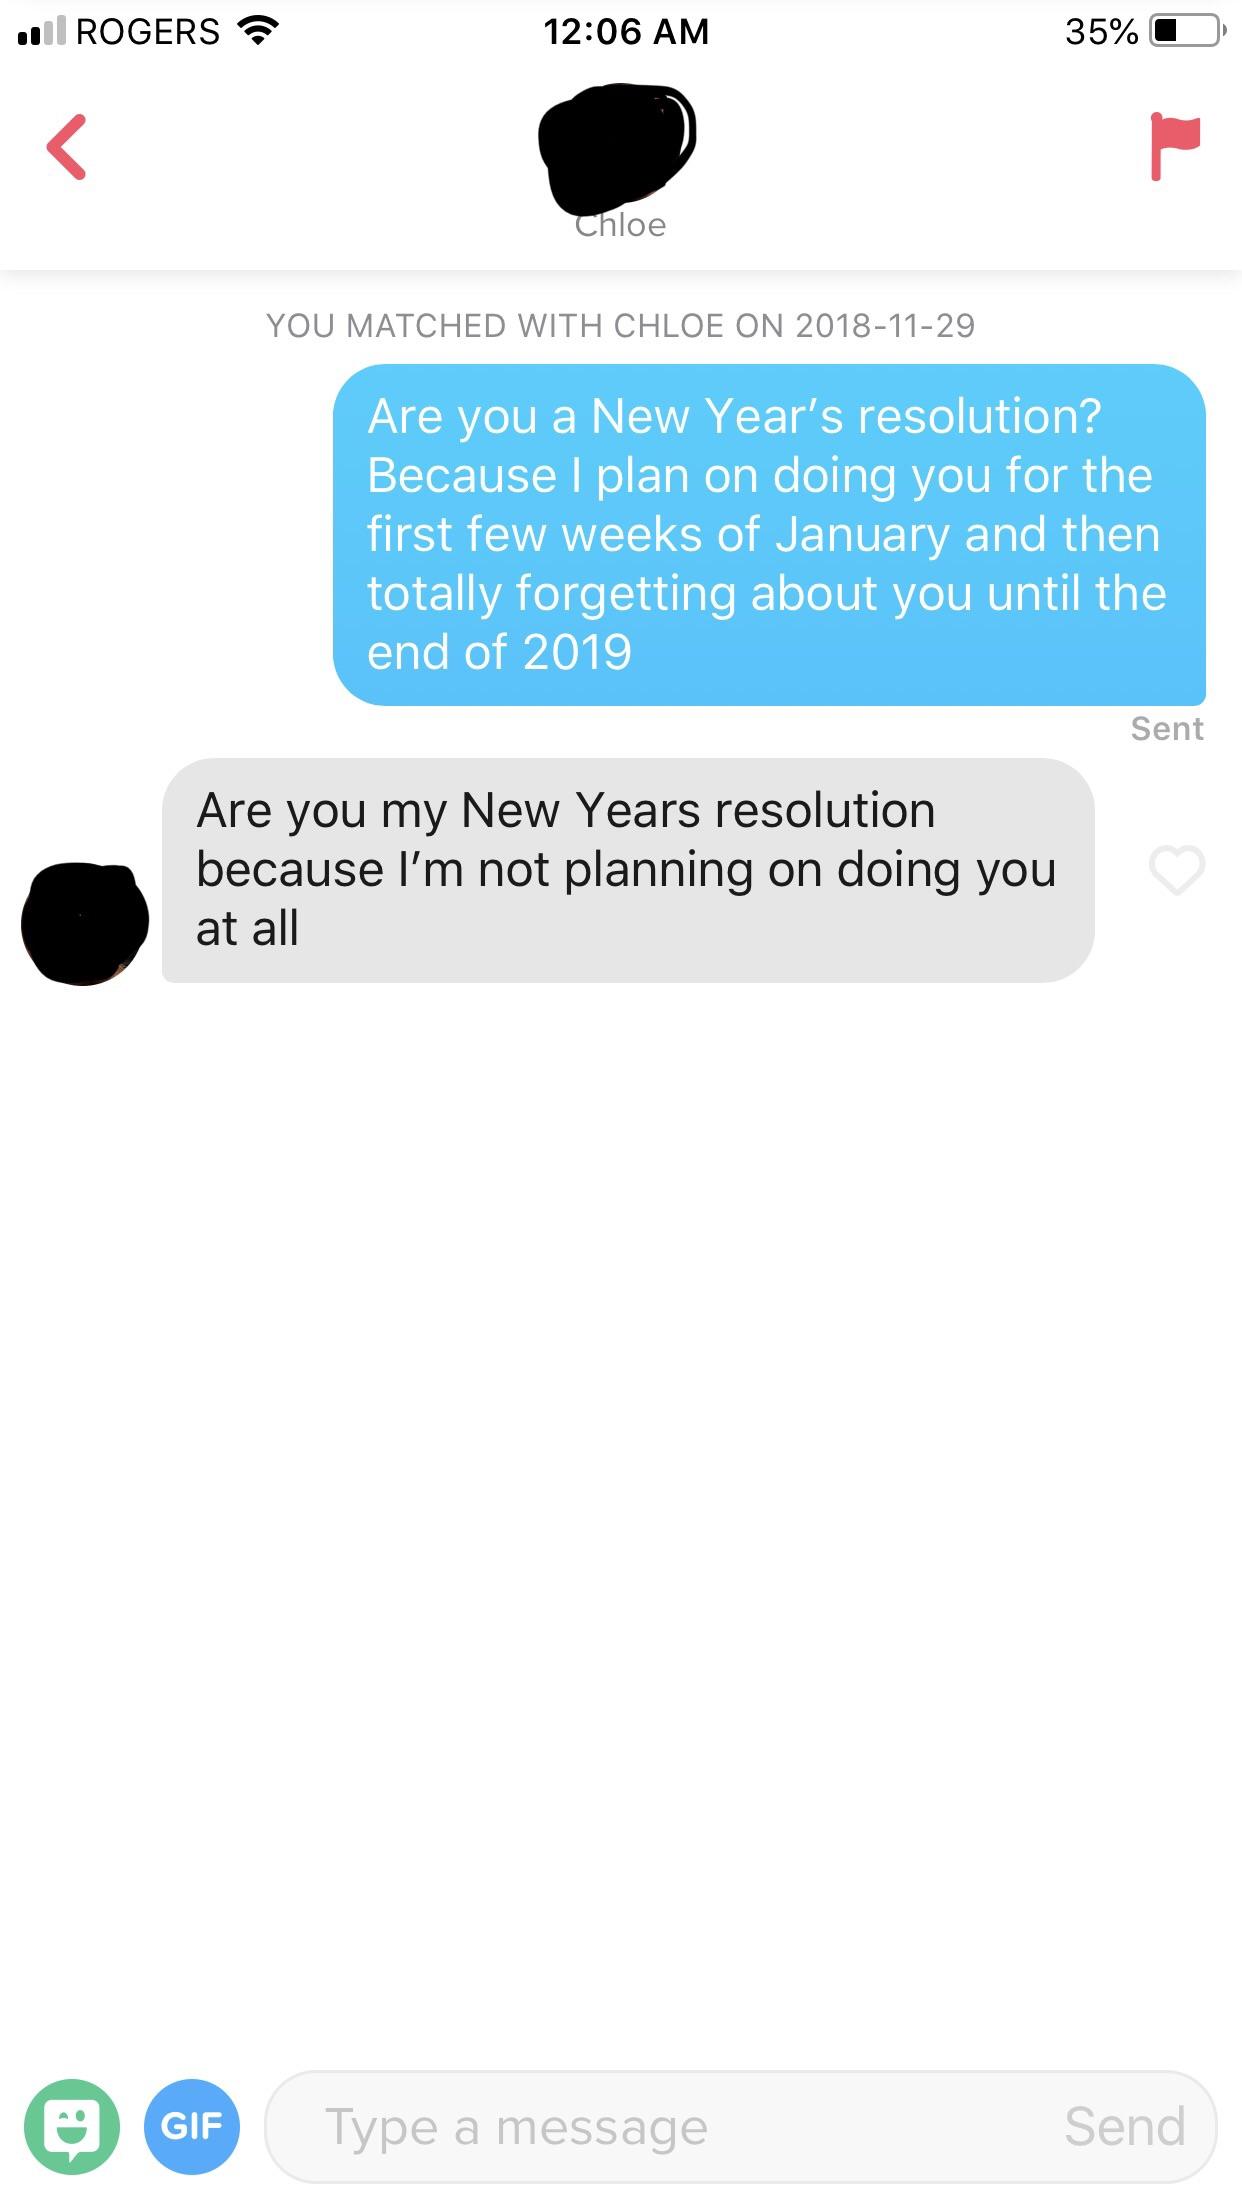 ROGERS 12:06 AM 35%
Chloe
YOU MATCHED WITH CHLOE ON 2018-11-29
Are you a New Year’s resolution?
Because I plan on doing you for the
first few weeks of January and then
totally forgetting about you until the
end of 2019
Sent
Are you my New Years resolution
because I’m not planning on doing you
at all
GIF Type a message Send